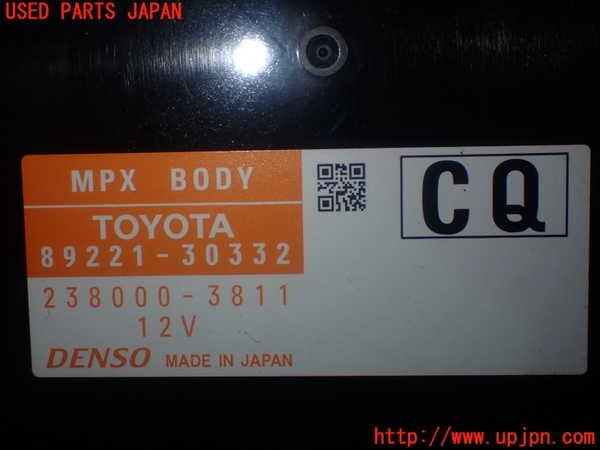 USED PARTS JAPAN
MPX BODY
TOYOTA
89221-30332
CQ
238000-3811
12V
DENSO MADE IN JAPAN
http://www.upjpn.com/